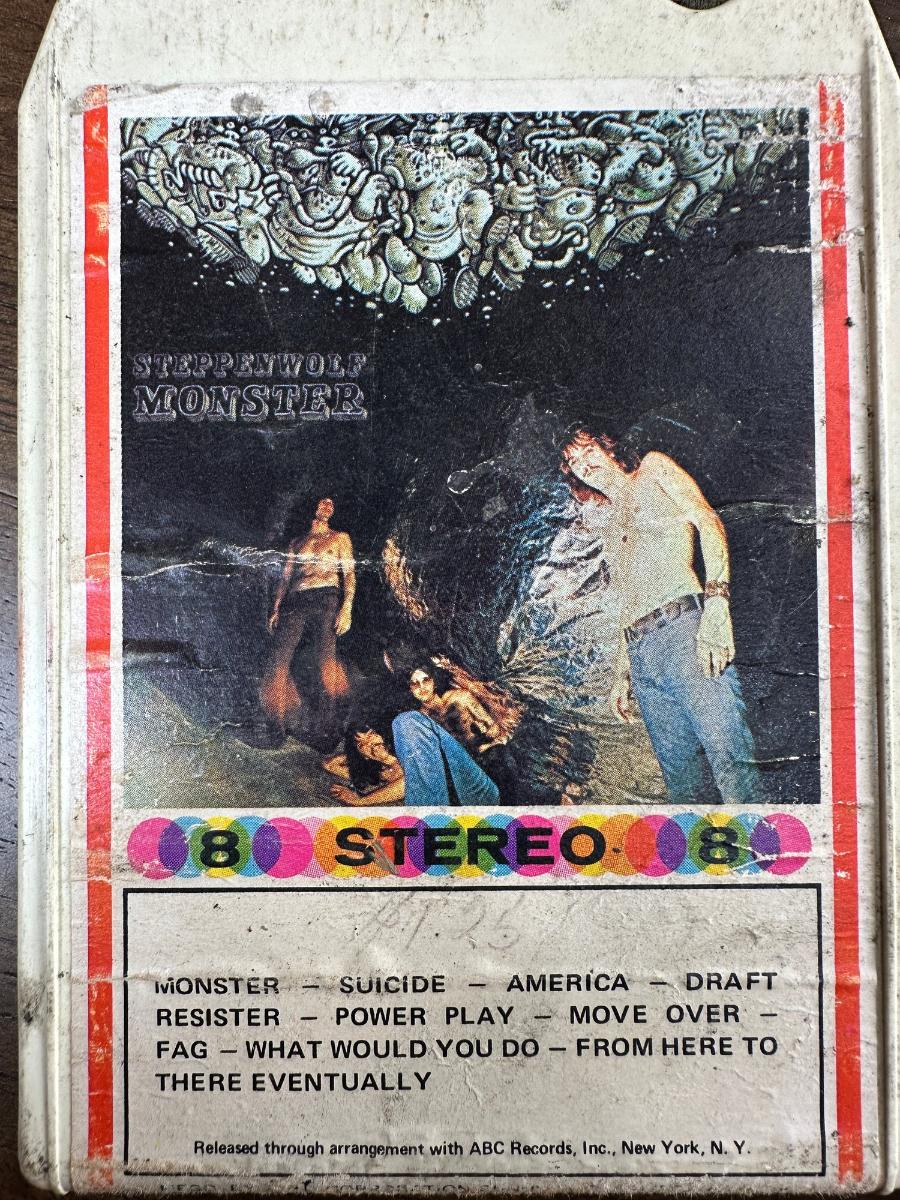 STEPPENWOLF
MONSTER
8 STEREO 8
MONSTER – SUICIDE – AMERICA – DRAFT
RESISTER – POWER PLAY – MOVE OVER –
FAG – WHAT WOULD YOU DO – FROM HERE TO
THERE EVENTUALLY
Released through arrangement with ABC Records, Inc., New York, N. Y.